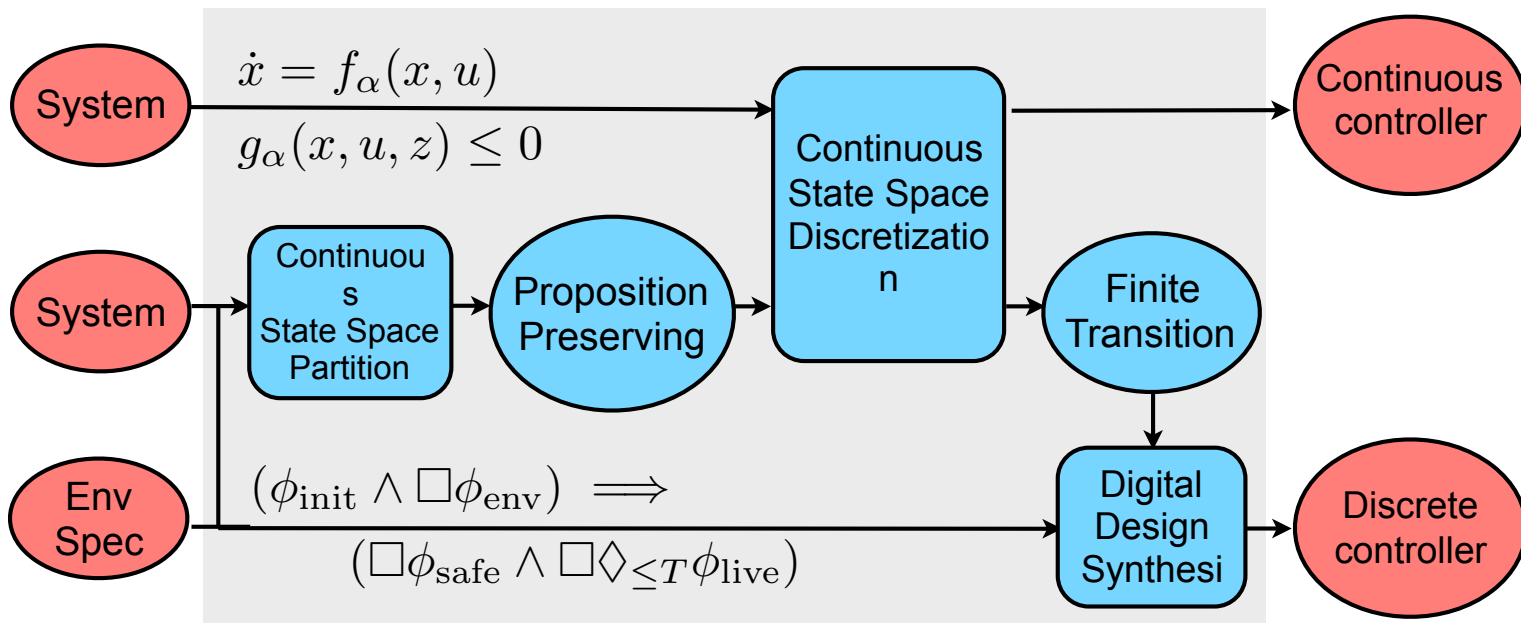 System
ẋ = f_α(x, u)
g_α(x, u, z) ≤ 0
Continuous
State Space
Discretizatio
n
Continuous
controller
System
Continuou
s
State Space
Partition
Proposition
Preserving
Finite
Transition
Env
Spec
(ϕ_init ∧ □ϕ_env) ⟹
(□ϕ_safe ∧ □◇_≤T ϕ_live)
Digital
Design
Synthesi
Discrete
controller